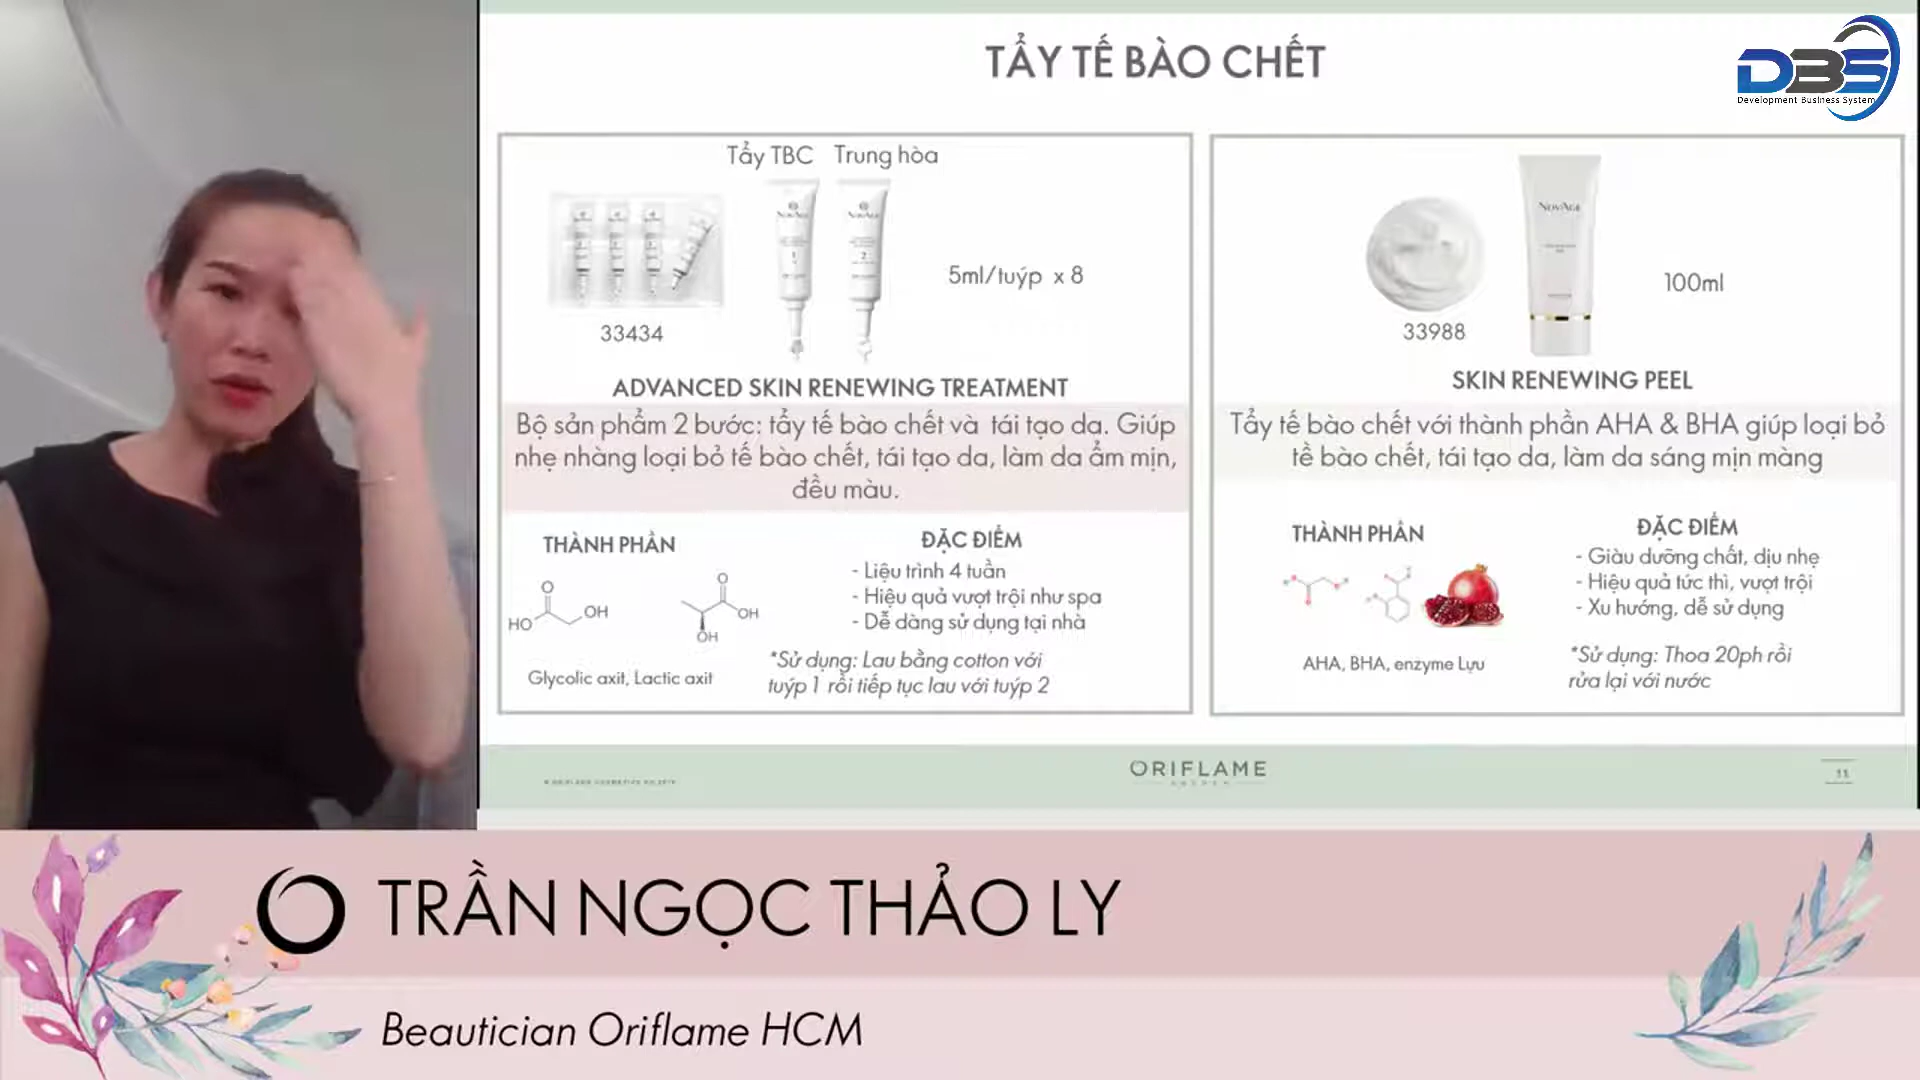 TẨY TẾ BÀO CHẾT
DBS
Development Business System
Tẩy TBC Trung hòa
NOVAGE
1
NOVAGE
2
5ml/tuýp x 8
33434
ADVANCED SKIN RENEWING TREATMENT
Bộ sản phẩm 2 bước: tẩy tế bào chết và tái tạo da. Giúp
nhẹ nhàng loại bỏ tế bào chết, tái tạo da, làm da ẩm mịn,
đều màu.
THÀNH PHẦN
O
HO
OH
O
OH
OH
Glycolic axit, Lactic axit
ĐẶC ĐIỂM
- Liệu trình 4 tuần
- Hiệu quả vượt trội như spa
- Dễ dàng sử dụng tại nhà
*Sử dụng: Lau bằng cotton với
tuýp 1 rồi tiếp tục lau với tuýp 2
NOVAGE
100ml
33988
SKIN RENEWING PEEL
Tẩy tế bào chết với thành phần AHA & BHA giúp loại bỏ
tề bào chết, tái tạo da, làm da sáng mịn màng
THÀNH PHẦN
AHA, BHA, enzyme Lựu
ĐẶC ĐIỂM
- Giàu dưỡng chất, dịu nhẹ
- Hiệu quả tức thì, vượt trội
- Xu hướng, dễ sử dụng
*Sử dụng: Thoa 20ph rồi
rửa lại với nước
ORIFLAME
SWEDEN
11
TRẦN NGỌC THẢO LY
Beautician Oriflame HCM